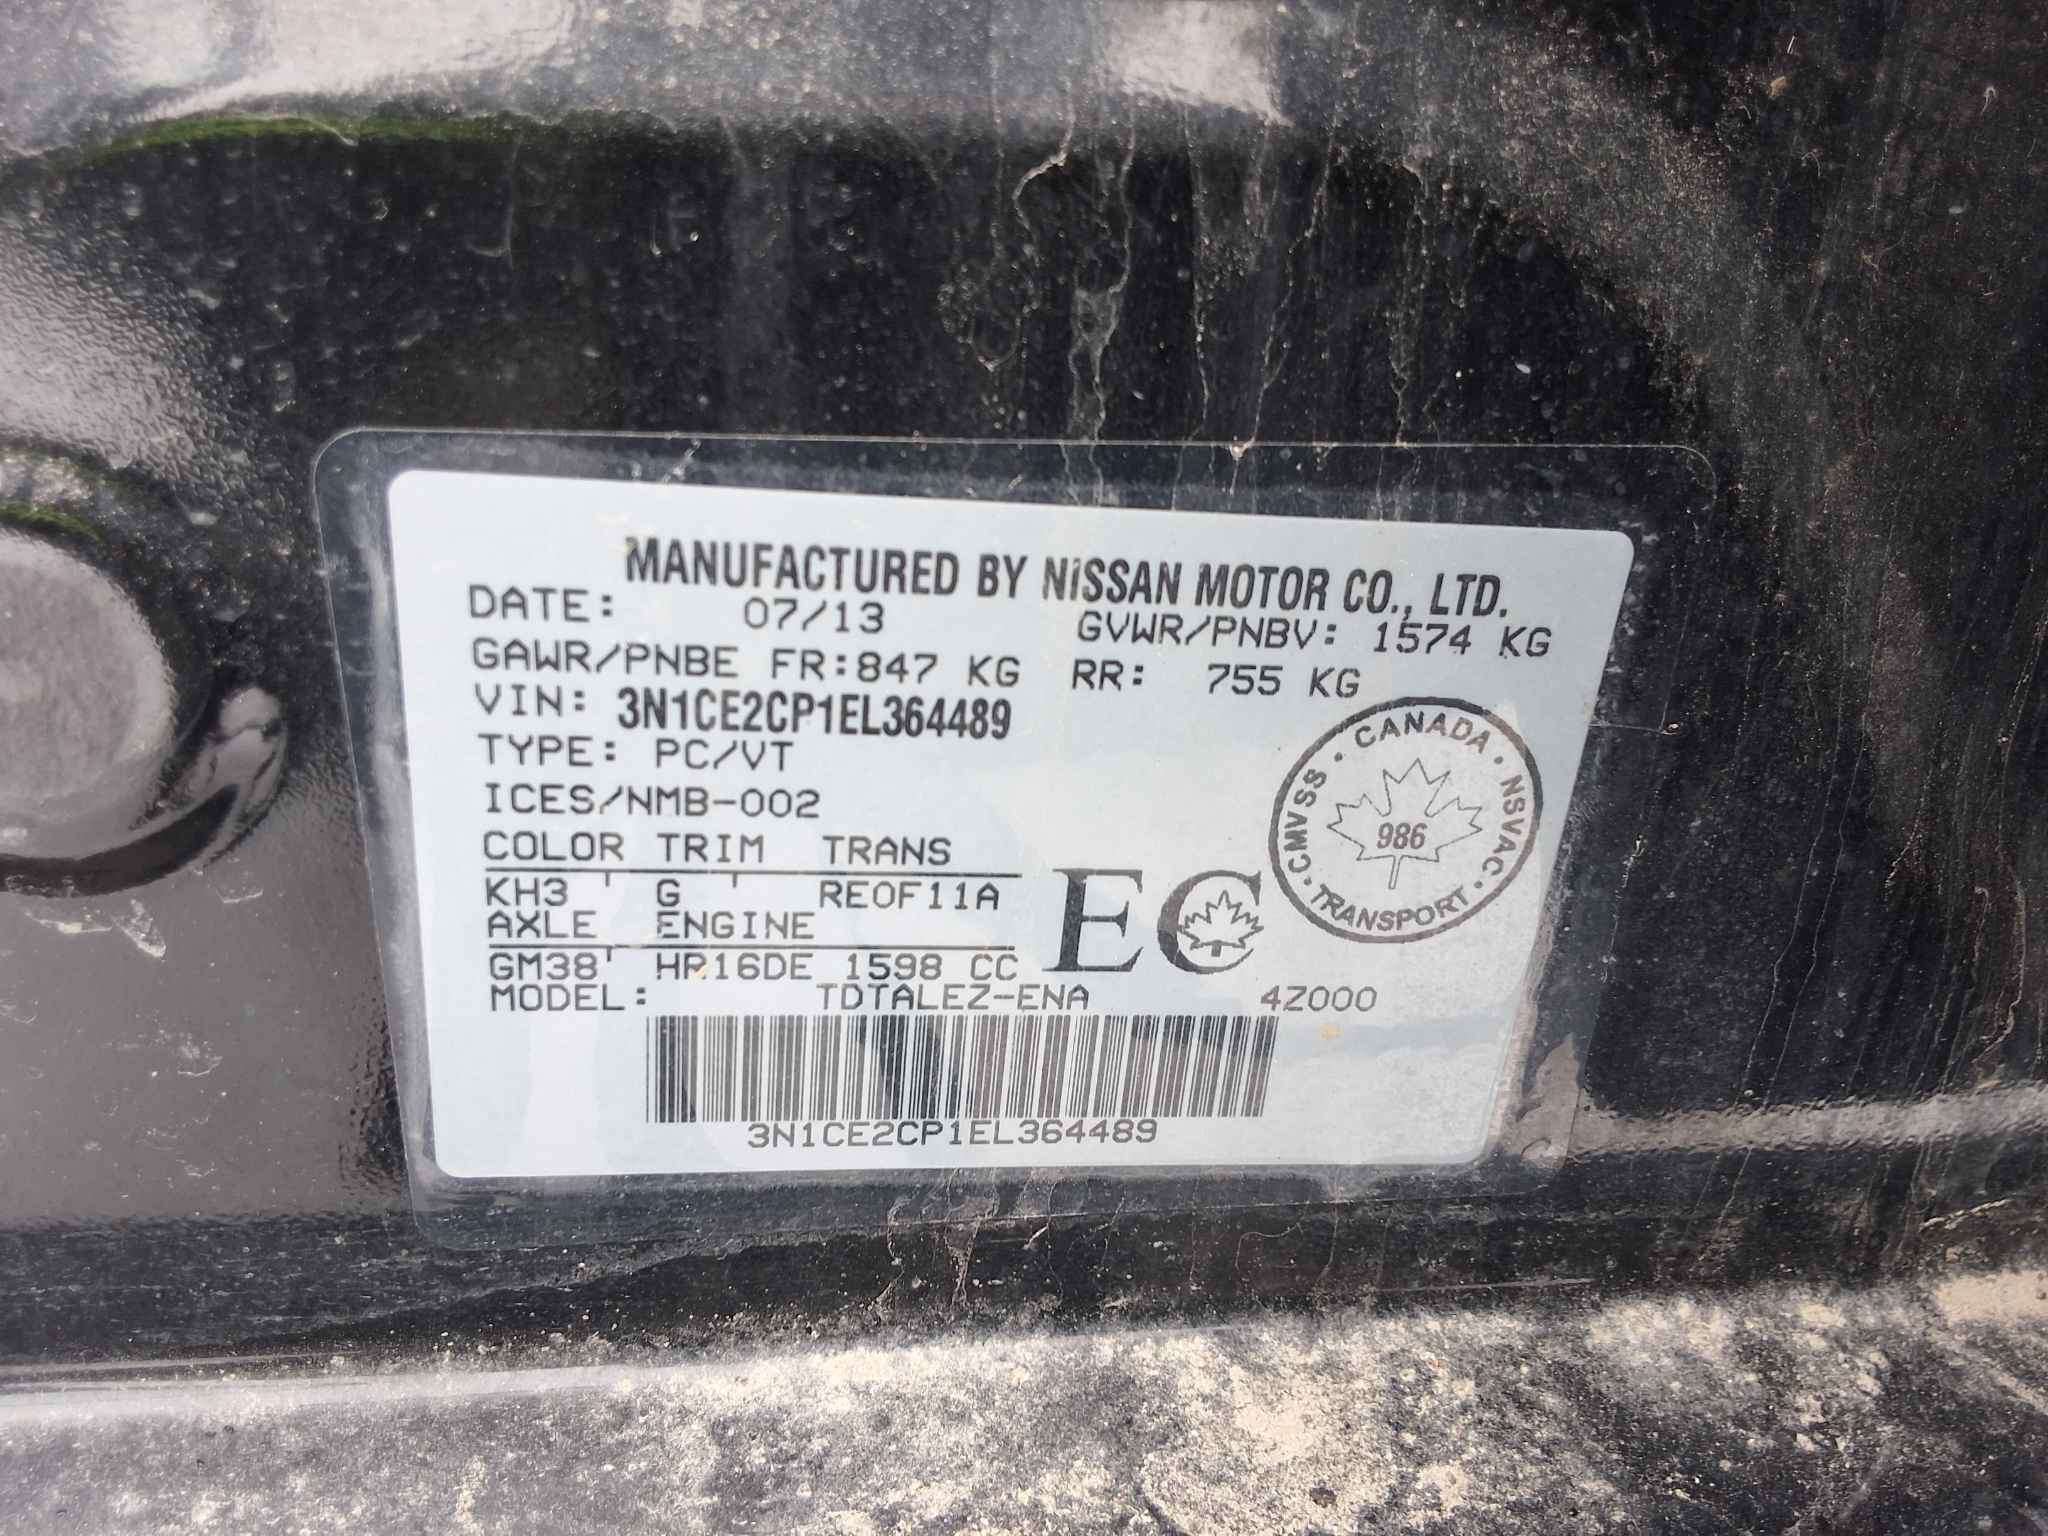 MANUFACTURED BY NISSAN MOTOR CO., LTD.
DATE: 07/13 GVWR/PNBV: 1574 KG
GAWR/PNBE FR:847 KG RR: 755 KG
VIN: 3N1CE2CP1EL364489
TYPE: PC/VT
ICES/NMB-002
COLOR TRIM TRANS
KH3 G RE0F11A
AXLE ENGINE
GM38 HR16DE 1598 CC
MODEL: TDTALEZ-ENA 4Z000
3N1CE2CP1EL364489
EC
CANADA · NSVAC · TRANSPORT · CMVSS ·
986